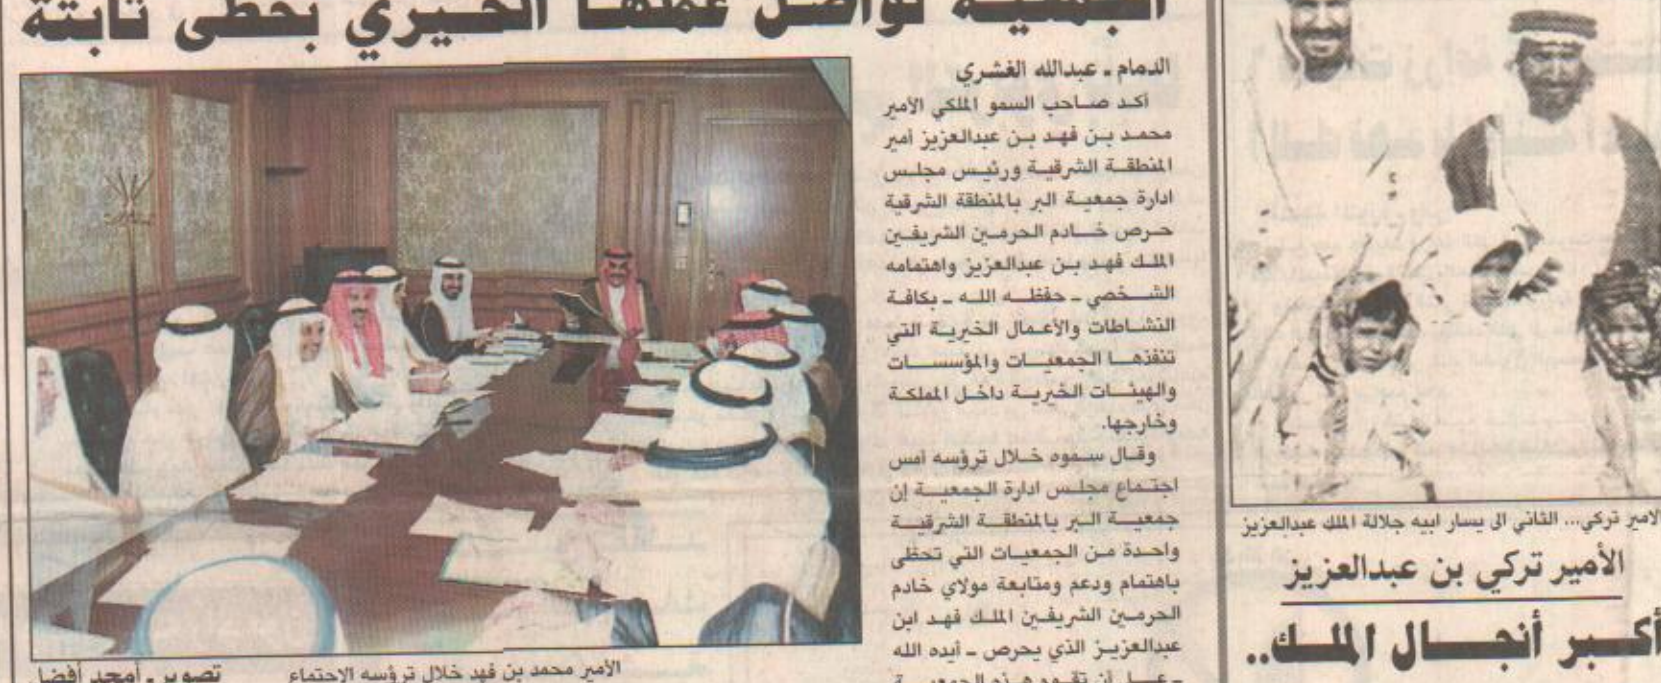 الجمعية تواصل عملها الخيري بخطى ثابتة
الدمام ـ عبدالله الغشري
أكد صاحب السمو الملكي الأمير
محمد بن فهد بن عبدالعزيز أمير
المنطقة الشرقية ورئيس مجلس
ادارة جمعية البر بالمنطقة الشرقية
حرص خادم الحرمين الشريفين
الملك فهد بن عبدالعزيز واهتمامه
الشخصي ـ حفظه الله ـ بكافة
النشاطات والأعمال الخيرية التي
تنفذها الجمعيات والمؤسسات
والهيئات الخيرية داخل المملكة
وخارجها.
وقال سموه خلال ترؤسه امس
اجتماع مجلس ادارة الجمعية إن
جمعية البر بالمنطقة الشرقية
واحدة من الجمعيات التي تحظى
باهتمام ودعم ومتابعة مولاي خادم
الحرمين الشريفين الملك فهد ابن
عبدالعزيز الذي يحرص ـ أيده الله
ـ على أن تقوم هذه الجمعية
الأمير محمد بن فهد خلال ترؤسه الاجتماع
تصوير ـ أمجد أفضل
الامير تركي... الثاني الى يسار ابيه جلالة الملك عبدالعزيز
الأمير تركي بن عبدالعزيز
أكبر أنجال الملك..